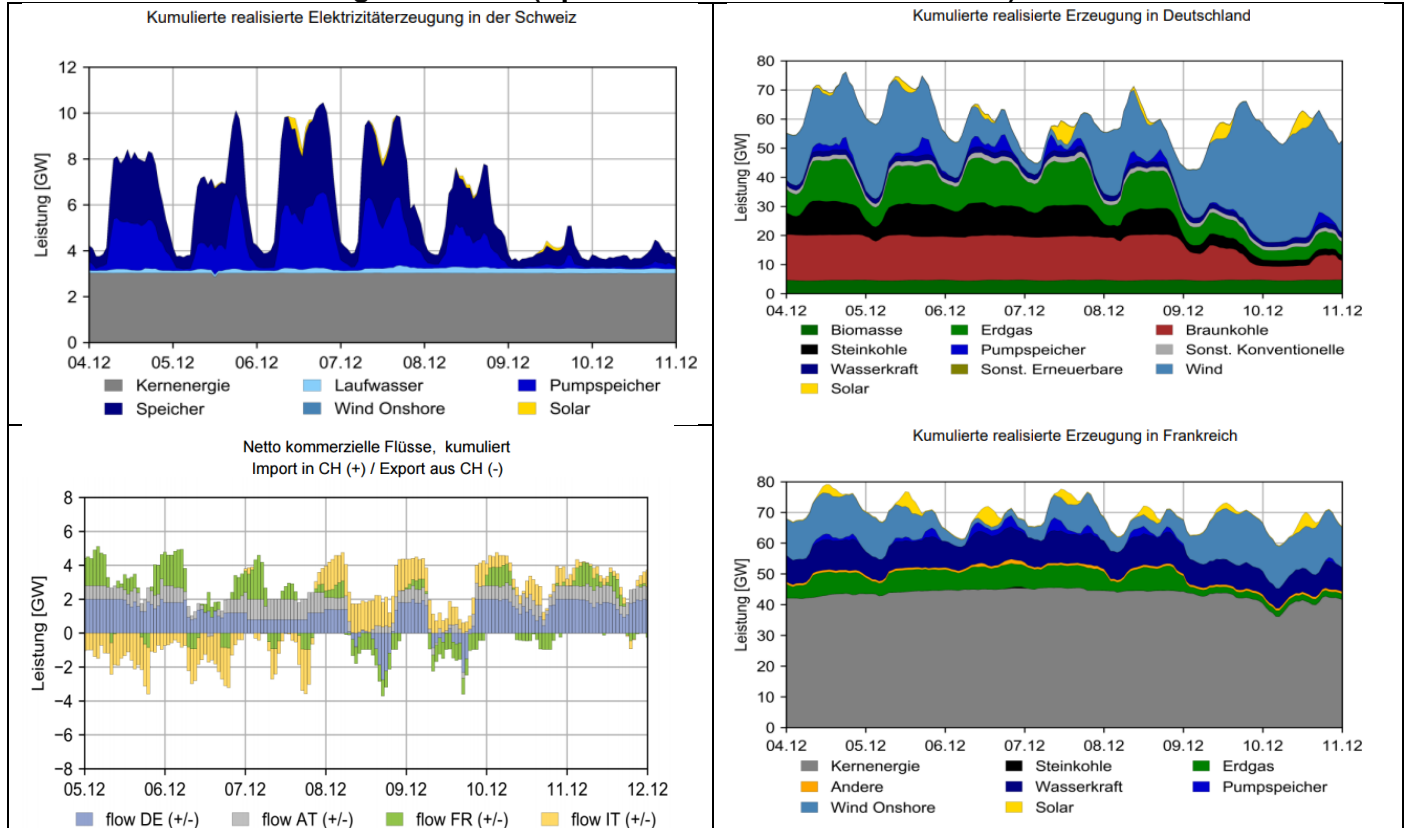 Kumulierte realisierte Elektrizitäterzeugung in der Schweiz
Leistung [GW]
12
10
8
6
4
2
0
04.12 05.12 06.12 07.12 08.12 09.12 10.12 11.12
Kernenergie Laufwasser Pumpspeicher
Speicher Wind Onshore Solar
Kumulierte realisierte Erzeugung in Deutschland
Leistung [GW]
80
70
60
50
40
30
20
10
0
04.12 05.12 06.12 07.12 08.12 09.12 10.12 11.12
Biomasse Erdgas Braunkohle
Steinkohle Pumpspeicher Sonst. Konventionelle
Wasserkraft Sonst. Erneuerbare Wind
Solar
Netto kommerzielle Flüsse, kumuliert
Import in CH (+) / Export aus CH (-)
Leistung [GW]
8
6
4
2
0
−2
−4
−6
−8
05.12 06.12 07.12 08.12 09.12 10.12 11.12 12.12
flow DE (+/-) flow AT (+/-) flow FR (+/-) flow IT (+/-)
Kumulierte realisierte Erzeugung in Frankreich
Leistung [GW]
80
70
60
50
40
30
20
10
0
04.12 05.12 06.12 07.12 08.12 09.12 10.12 11.12
Kernenergie Steinkohle Erdgas
Andere Wasserkraft Pumpspeicher
Wind Onshore Solar